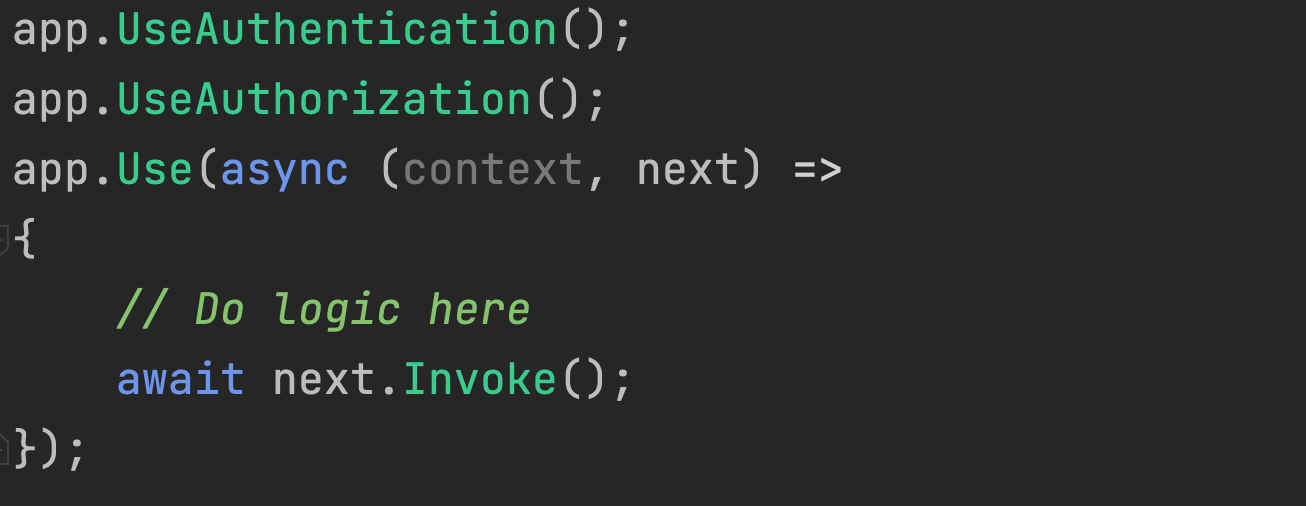 app.UseAuthentication();
app.UseAuthorization();
app.Use(async (context, next) =>
{
    // Do logic here
    await next.Invoke();
});